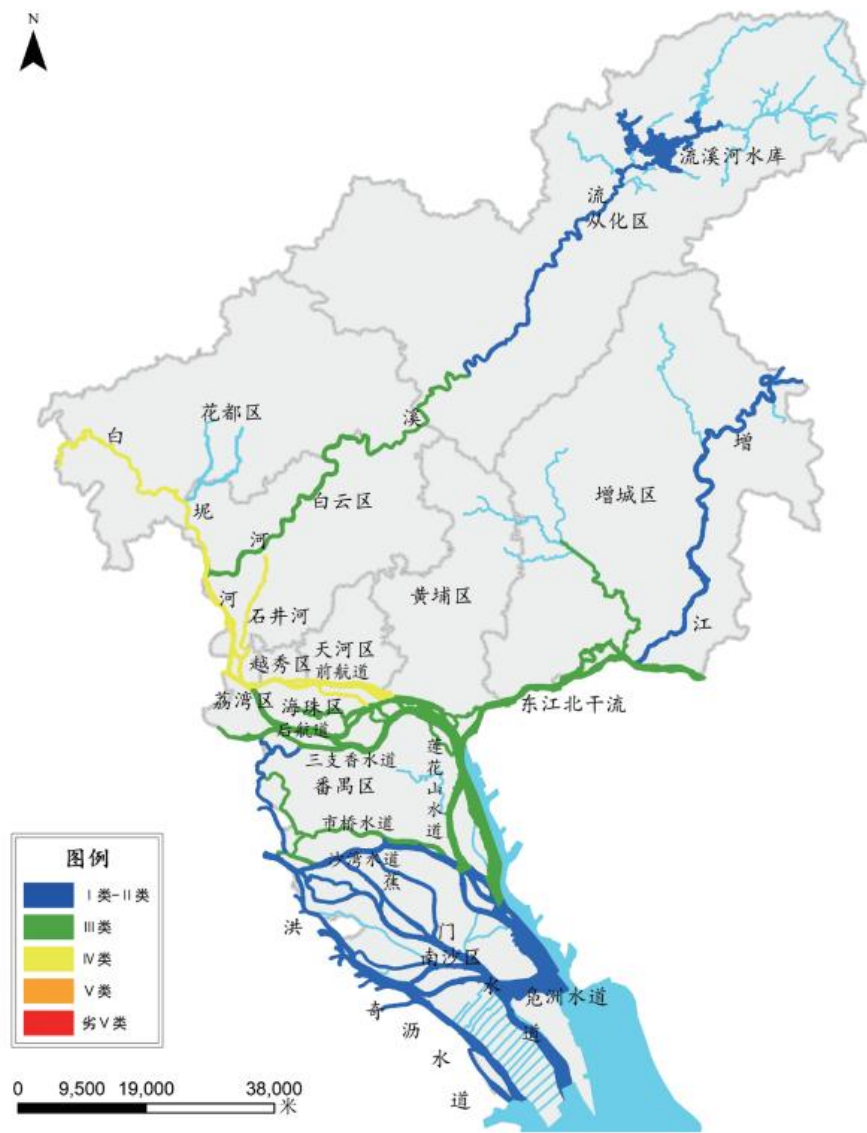 N
流溪河水库
流
从化区
花都区
溪
白
增
坭
白云区
增城区
河
河
石井河
黄埔区
江
天河区
越秀区
前航道
荔湾区
海珠区
东江北干流
后航道
三支香水道
莲花山水道
番禺区
市桥水道
沙湾水道
蕉
洪
门
南沙区
水
凫洲水道
奇
道
沥
水
道
图例
Ⅰ类-Ⅱ类
Ⅲ类
Ⅳ类
Ⅴ类
劣Ⅴ类
0 9,500 19,000 38,000
米